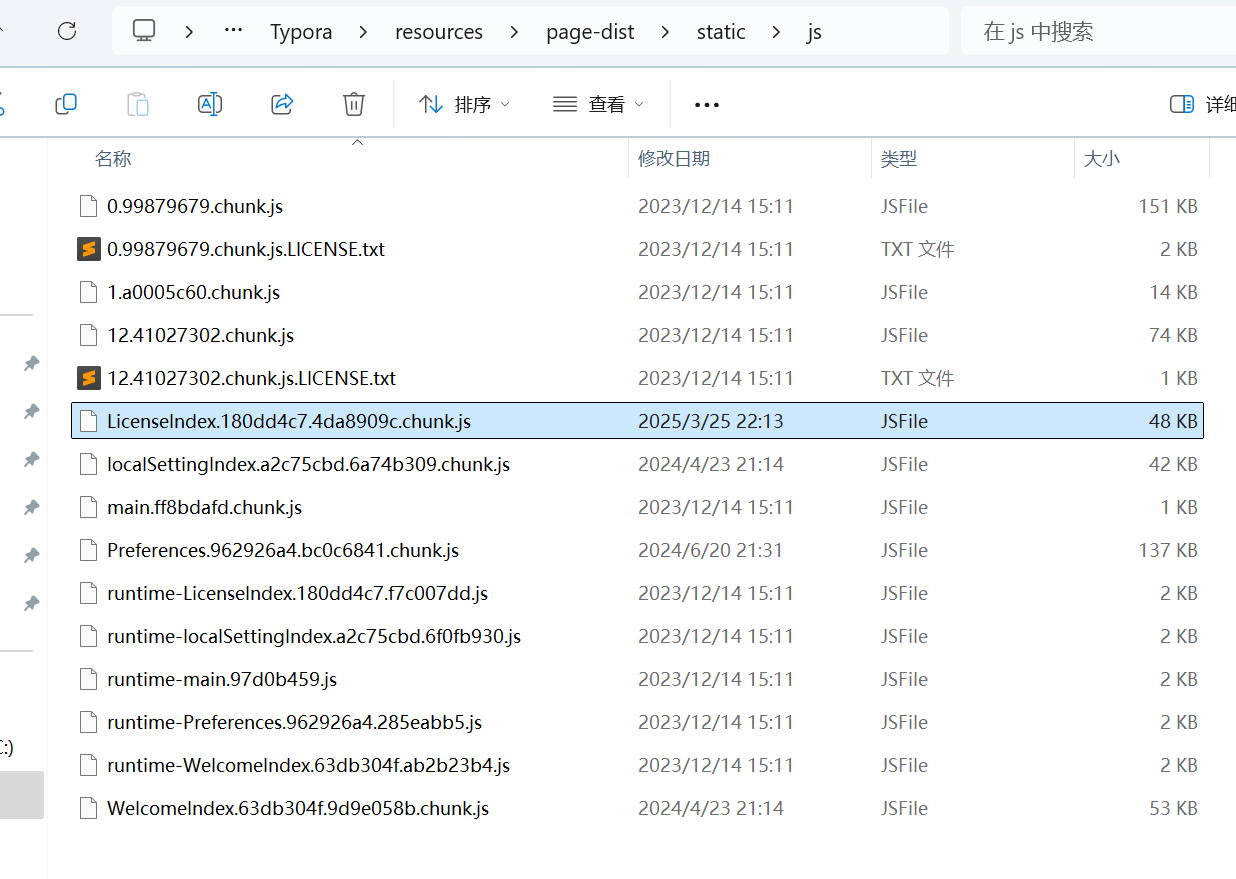 Typora > resources > page-dist > static > js 在 js 中搜索
排序 查看 详细
名称 修改日期 类型 大小
0.99879679.chunk.js 2023/12/14 15:11 JSFile 151 KB
0.99879679.chunk.js.LICENSE.txt 2023/12/14 15:11 TXT 文件 2 KB
1.a0005c60.chunk.js 2023/12/14 15:11 JSFile 14 KB
12.41027302.chunk.js 2023/12/14 15:11 JSFile 74 KB
12.41027302.chunk.js.LICENSE.txt 2023/12/14 15:11 TXT 文件 1 KB
LicenseIndex.180dd4c7.4da8909c.chunk.js 2025/3/25 22:13 JSFile 48 KB
localSettingIndex.a2c75cbd.6a74b309.chunk.js 2024/4/23 21:14 JSFile 42 KB
main.ff8bdafd.chunk.js 2023/12/14 15:11 JSFile 1 KB
Preferences.962926a4.bc0c6841.chunk.js 2024/6/20 21:31 JSFile 137 KB
runtime-LicenseIndex.180dd4c7.f7c007dd.js 2023/12/14 15:11 JSFile 2 KB
runtime-localSettingIndex.a2c75cbd.6f0fb930.js 2023/12/14 15:11 JSFile 2 KB
runtime-main.97d0b459.js 2023/12/14 15:11 JSFile 2 KB
runtime-Preferences.962926a4.285eabb5.js 2023/12/14 15:11 JSFile 2 KB
:)
runtime-WelcomeIndex.63db304f.ab2b23b4.js 2023/12/14 15:11 JSFile 2 KB
WelcomeIndex.63db304f.9d9e058b.chunk.js 2024/4/23 21:14 JSFile 53 KB